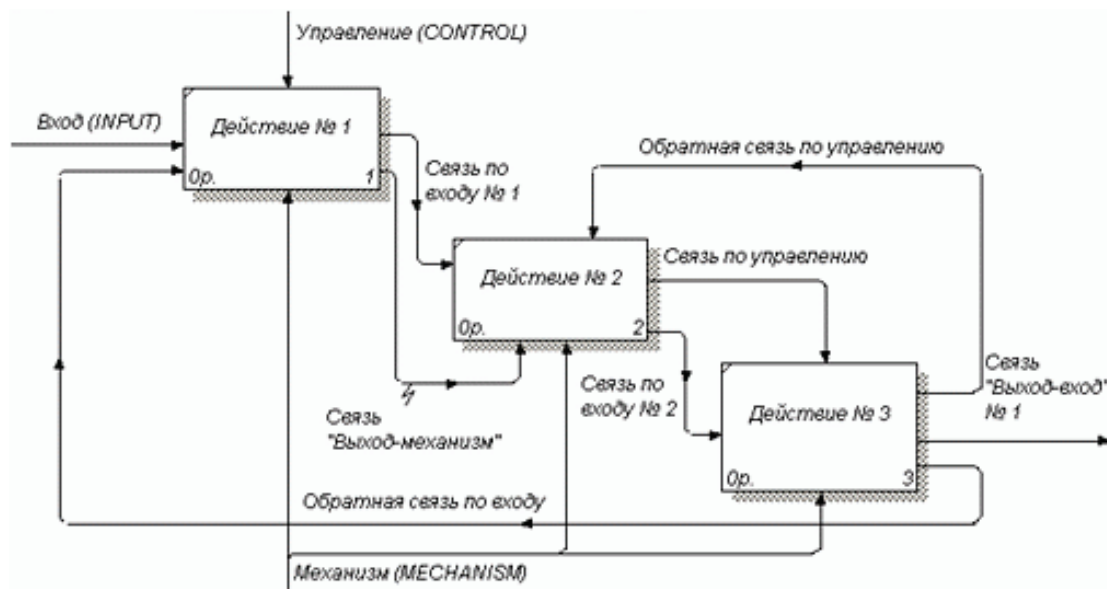 Управление (CONTROL)
Вход (INPUT)
Действие № 1
0р.
1
Связь по
входу № 1
Обратная связь по управлению
Действие № 2
0р.
2
Связь по управлению
Связь
"Выход-механизм"
Связь по
входу № 2
Действие № 3
0р.
3
Связь
"Выход-вход"
№ 1
Обратная связь по входу
Механизм (MECHANISM)